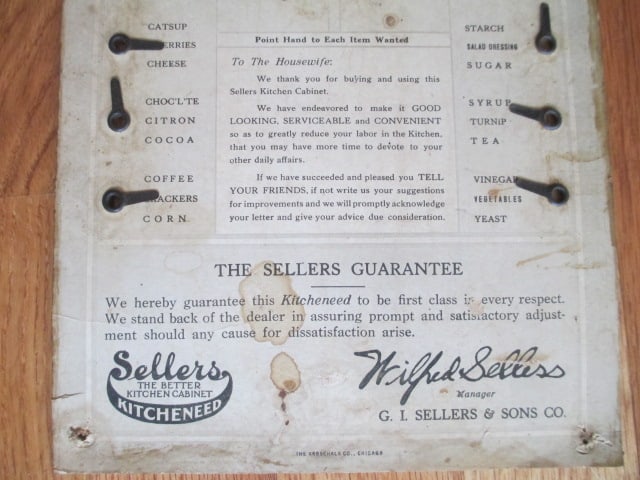 CATSUP
CHEESE
CHOC'L'TE
CITRON
COCOA
COFFEE
CORN
Point Hand to Each Item Wanted
To The Housewife:
We thank you for buying and using this
Sellers Kitchen Cabinet.
We have endeavored to make it GOOD
LOOKING, SERVICEABLE and CONVENIENT
so as to greatly reduce your labor in the Kitchen,
that you may have more time to devote to your
other daily affairs.
If we have succeeded and pleased you TELL
YOUR FRIENDS, if not write us your suggestions
for improvements and we will promptly acknowledge
your letter and give your advice due consideration.
STARCH
SALAD DRESSING
SUGAR
SYRUP
TURNIP
TEA
VINEGAR
VEGETABLES
YEAST
THE SELLERS GUARANTEE
We hereby guarantee this Kitcheneed to be first class in every respect.
We stand back of the dealer in assuring prompt and satisfactory adjust-
ment should any cause for dissatisfaction arise.
Sellers
THE BETTER
KITCHEN CABINET
KITCHENEED
Wilfred Sellers
Manager
G. I. SELLERS & SONS CO.
CO., CHICAGO